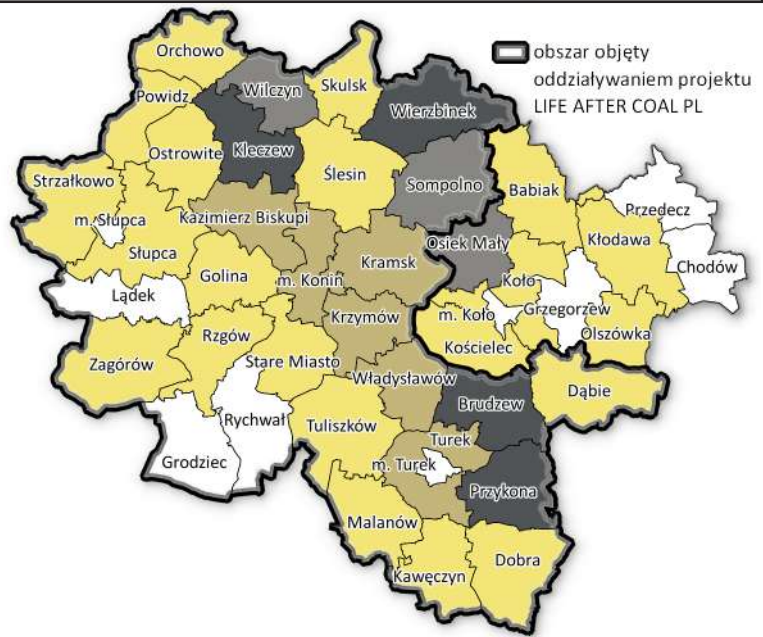 Orchowo
obszar objęty
oddziaływaniem projektu
LIFE AFTER COAL PL
Wilczyn
Skulsk
Powidz
Wierzbinek
Kleczew
Ostrowite
Ślesin
Strzałkowo
Sompolno
Babiak
m. Słupca
Kazimierz Biskupi
Przedecz
Słupca
Osiek Mały
Kłodawa
Kramsk
Chodów
Golina
m. Konin
Koło
Lądek
m. Koło
Grzegorzew
Krzymów
Rzgów
Kościelec
Olszówka
Zagórów
Stare Miasto
Władysławów
Dąbie
Brudzew
Rychwał
Tuliszków
Turek
Grodziec
m. Turek
Przykona
Malanów
Dobra
Kawęczyn